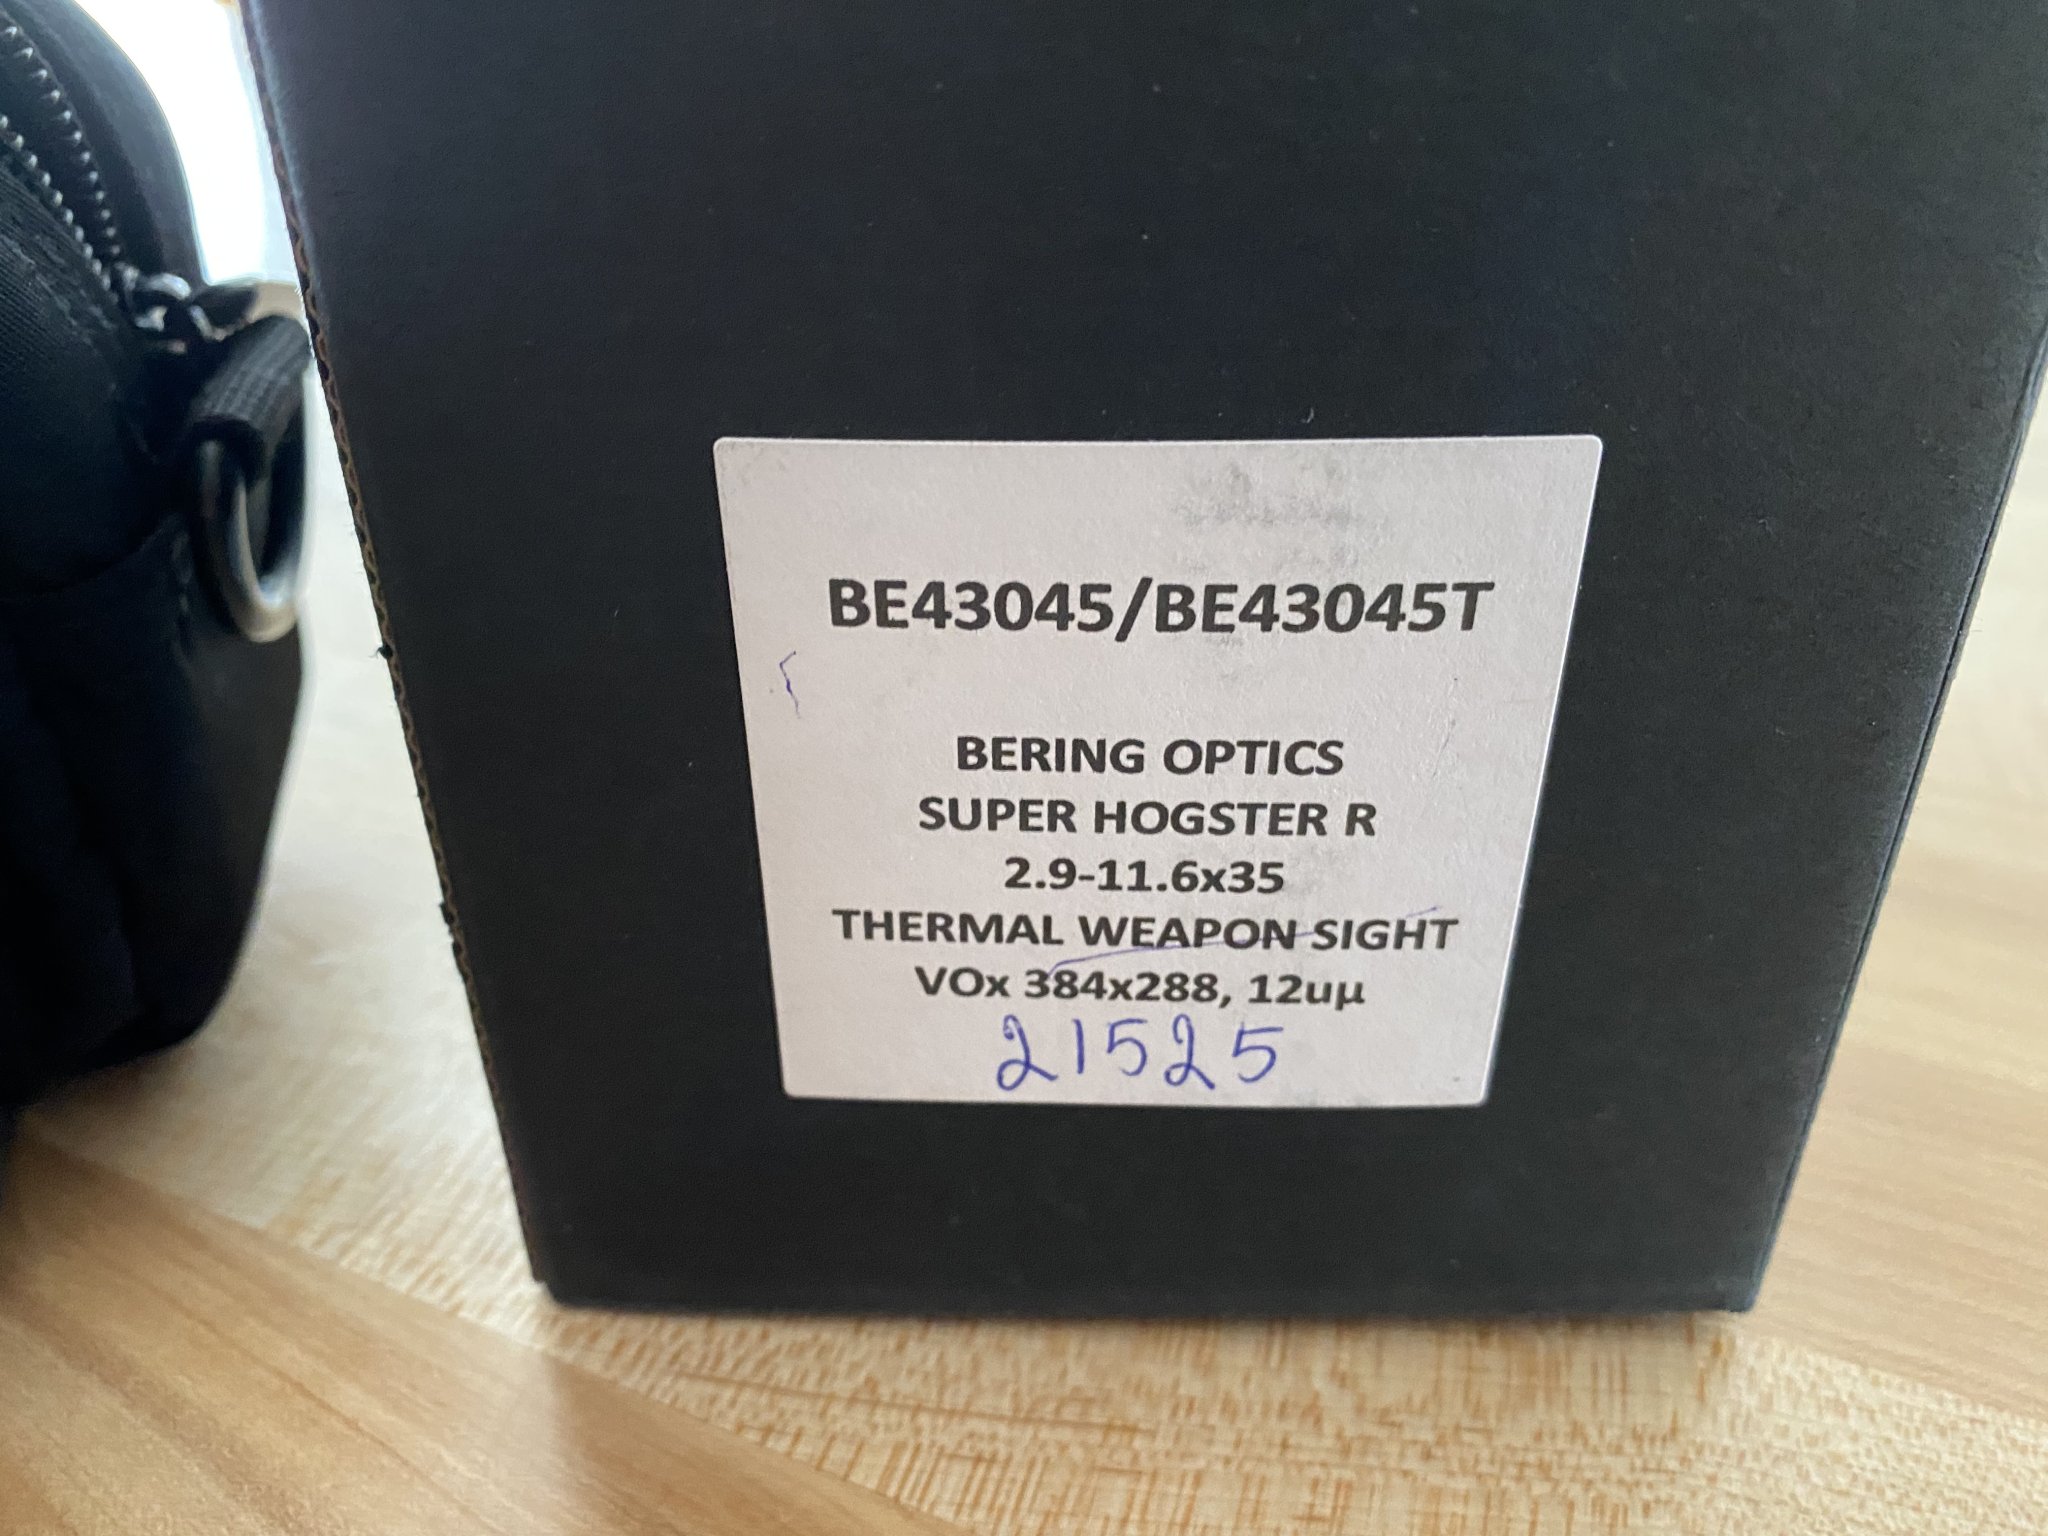 BE43045/BE43045T
BERING OPTICS
SUPER HOGSTER R
2.9-11.6x35
THERMAL WEAPON SIGHT
VOx 384x288, 12uμ
21525